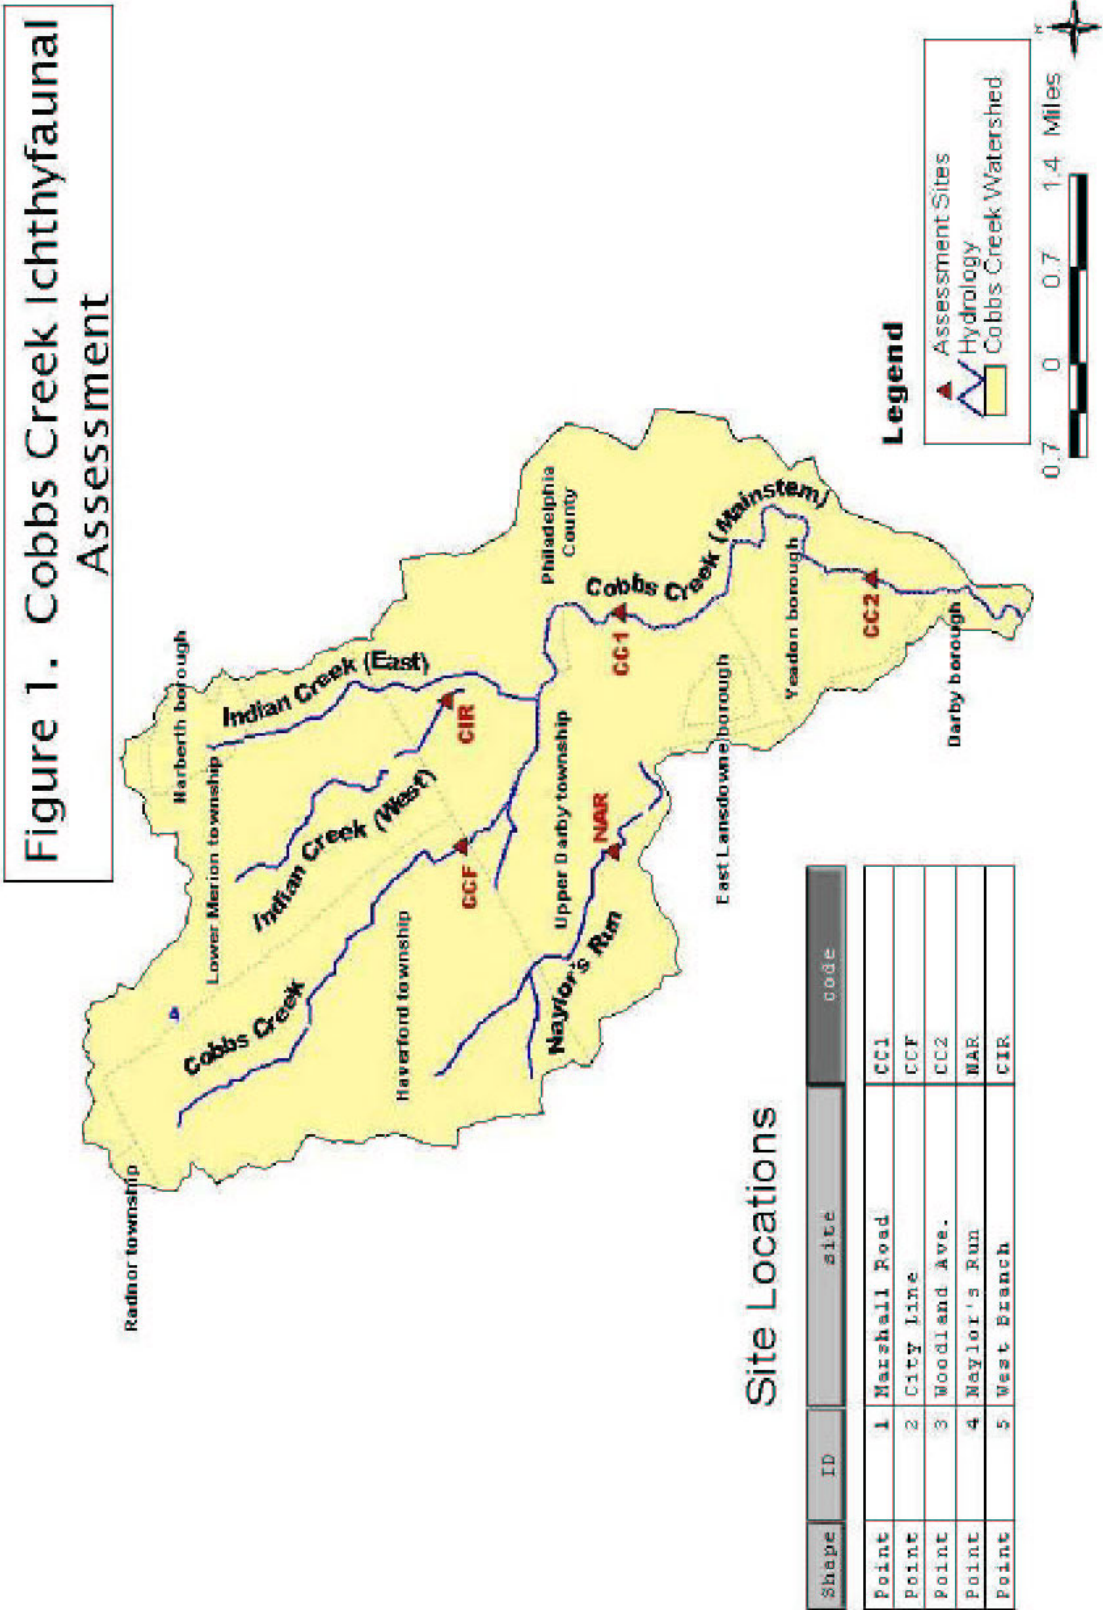 Figure 1. Cobbs Creek Ichthyfaunal
Assessment
Radnor township
Harberth borough
Lower Merion township
Indian Creek (East)
Indian Creek (West)
Cobbs Creek
4
CIR
CCF
Haverford township
Philadelphia
County
Upper Darby township
Naylor's Run
NAR
CC1
Cobbs Creek (Mainstem)
East Lansdowne borough
Yeadon borough
CC2
Darby borough
Legend
Assessment Sites
Hydrology
Cobbs Creek Watershed
0.7 0 0.7 1.4 Miles
N
Site Locations
Shape ID site code
Point 1 Marshall Road CC1
Point 2 City Line CCF
Point 3 Woodland Ave. CC2
Point 4 Naylor's Run NAR
Point 5 West Branch CIR